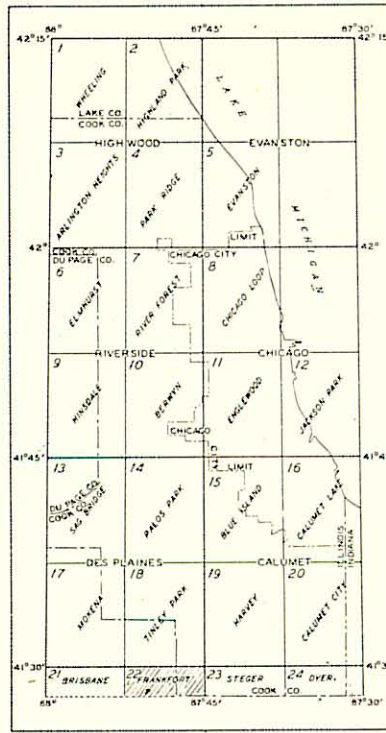 88° 87°45' 87°30'
42°15' 42°15'
1 2
WHEELING
HIGHLAND PARK
LAKE
LAKE CO.
COOK CO.
3 HIGHWOOD 5 EVANSTON
ARLINGTON HEIGHTS
PARK RIDGE
EVANSTON
MICHIGAN
LIMIT
42° 42°
COOK CO.
DU PAGE CO.
CHICAGO CITY
6 7 8
ELMHURST
RIVER FOREST
CHICAGO LOOP
9 RIVERSIDE 10 11 CHICAGO 12
HINSDALE
BERWYN
ENGLEWOOD
JACKSON PARK
CHICAGO
CITY
41°45'
13 14 15 LIMIT 16
DU PAGE CO.
COOK CO.
SAG BRIDGE
PALOS PARK
BLUE ISLAND
CALUMET LAKE
ILLINOIS
INDIANA
17 DES PLAINES 18 19 CALUMET 20
MOKENA
TINLEY PARK
HARVEY
CALUMET CITY
41°30' 41°30'
21 BRISBANE 22 FRANKFORT 23 STEGER 24 DYER
COOK CO.
88° 87°45' 87°30'